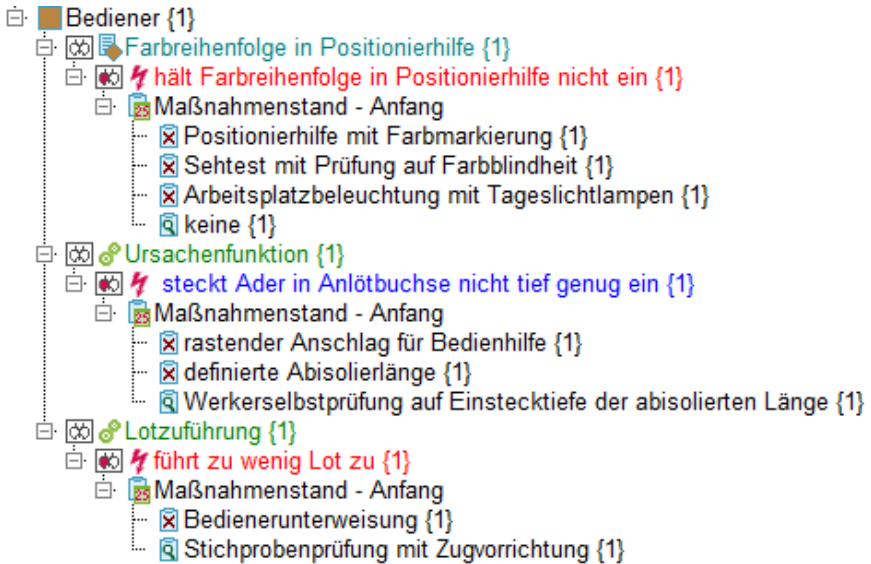 Bediener {1}
Farbreihenfolge in Positionierhilfe {1}
hält Farbreihenfolge in Positionierhilfe nicht ein {1}
25 Maßnahmenstand - Anfang
Positionierhilfe mit Farbmarkierung {1}
Sehtest mit Prüfung auf Farbblindheit {1}
Arbeitsplatzbeleuchtung mit Tageslichtlampen {1}
keine {1}
Ursachenfunktion {1}
steckt Ader in Anlötbuchse nicht tief genug ein {1}
25 Maßnahmenstand - Anfang
rastender Anschlag für Bedienhilfe {1}
definierte Abisolierlänge {1}
Werkerselbstprüfung auf Einstecktiefe der abisolierten Länge {1}
Lotzuführung {1}
führt zu wenig Lot zu {1}
25 Maßnahmenstand - Anfang
Bedienerunterweisung {1}
Stichprobenprüfung mit Zugvorrichtung {1}